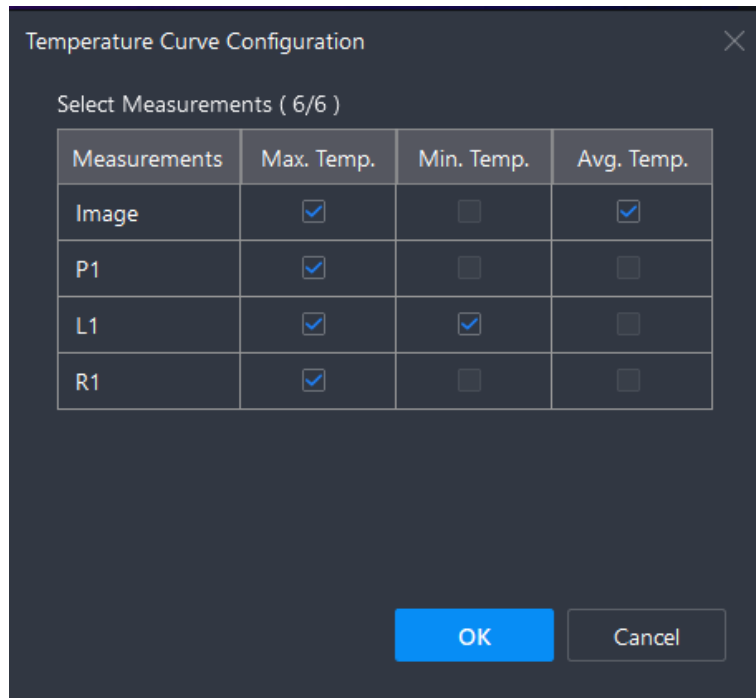 Temperature Curve Configuration
Select Measurements ( 6/6 )
Measurements Max. Temp. Min. Temp. Avg. Temp.
Image
P1
L1
R1
OK Cancel